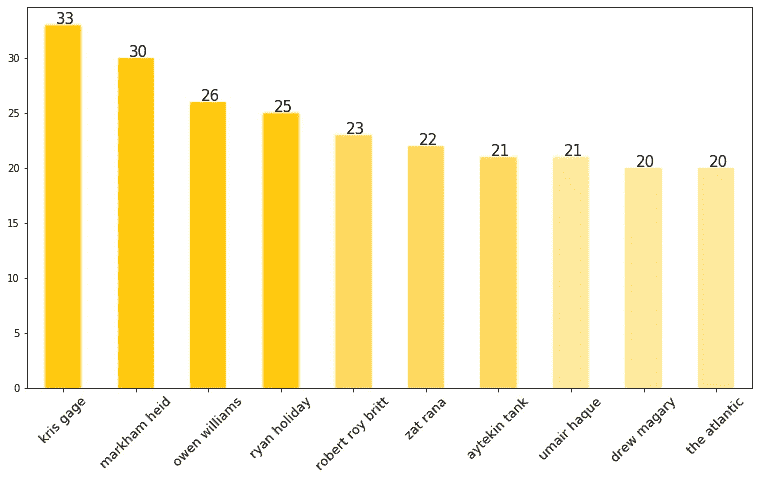 33
30
26
25
23
22
21
21
20
20
30
25
20
15
10
5
0
kris gage
markham heid
owen williams
ryan holiday
robert roy britt
zat rana
aytekin tank
umair haque
drew magary
the atlantic